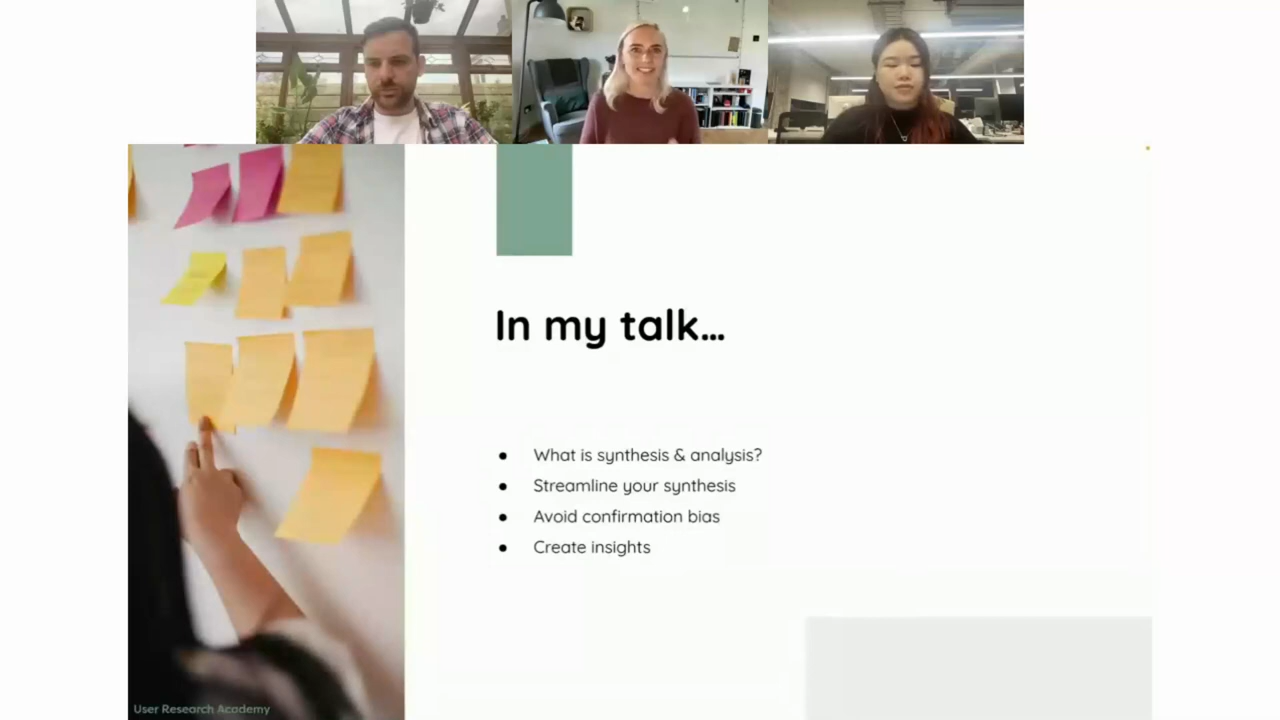 In my talk...
● What is synthesis & analysis?
● Streamline your synthesis
● Avoid confirmation bias
● Create insights
User Research Academy